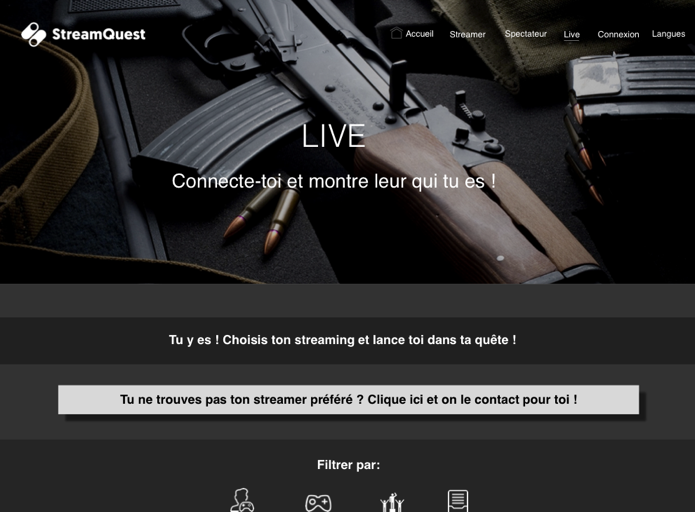 StreamQuest
Accueil Streamer Spectateur Live Connexion Langues
LIVE
Connecte-toi et montre leur qui tu es !
Tu y es ! Choisis ton streaming et lance toi dans ta quête !
Tu ne trouves pas ton streamer préféré ? Clique ici et on le contact pour toi !
Filtrer par: